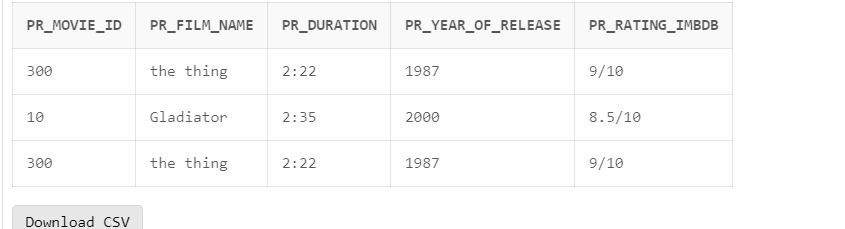 PR_MOVIE_ID PR_FILM_NAME PR_DURATION PR_YEAR_OF_RELEASE PR_RATING_IMBDB
300 the thing 2:22 1987 9/10
10 Gladiator 2:35 2000 8.5/10
300 the thing 2:22 1987 9/10
Download CSV